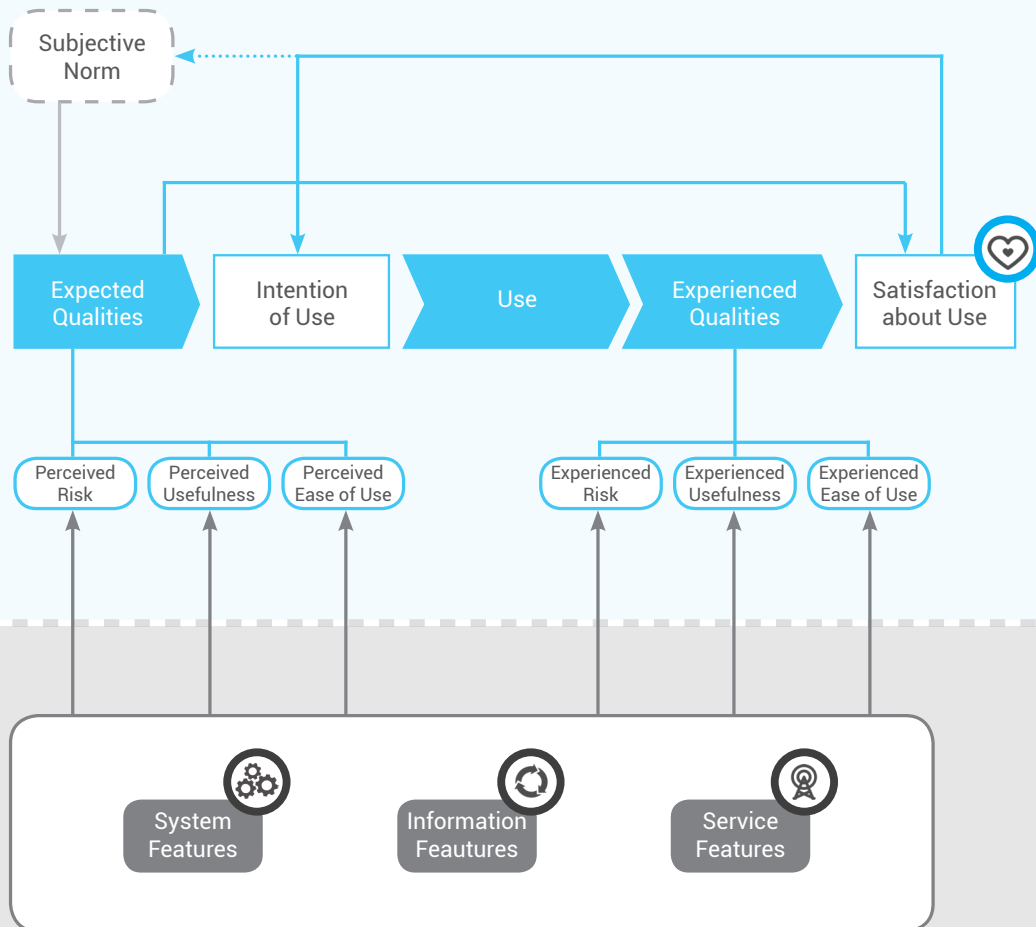 Subjective
Norm
Expected
Qualities
Intention
of Use
Use
Experienced
Qualities
Satisfaction
about Use
Perceived
Risk
Perceived
Usefulness
Perceived
Ease of Use
Experienced
Risk
Experienced
Usefulness
Experienced
Ease of Use
System
Features
Information
Feautures
Service
Features